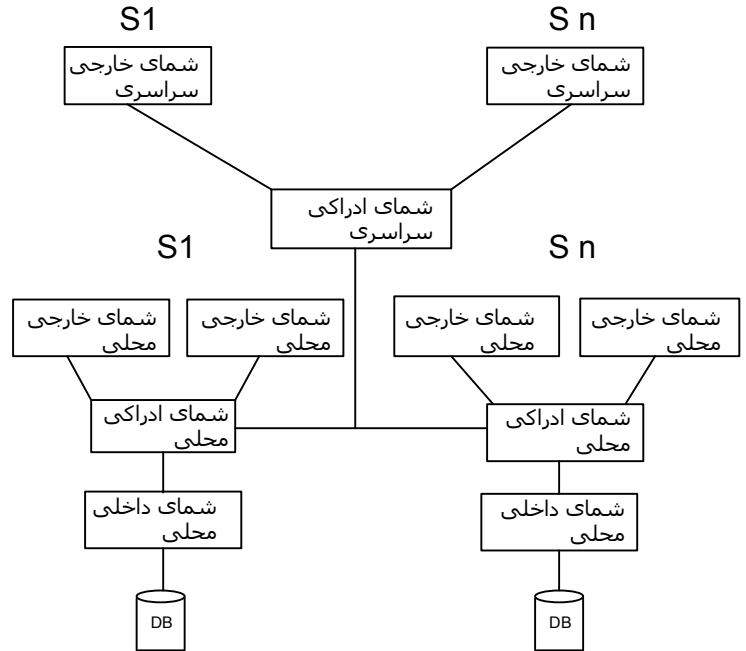 S1
S n
شمای خارجی
سراسری
شمای خارجی
سراسری
شمای ادراکی
سراسری
S1
S n
شمای خارجی
محلی
شمای خارجی
محلی
شمای خارجی
محلی
شمای خارجی
محلی
شمای ادراکی
محلی
شمای ادراکی
محلی
شمای داخلی
محلی
شمای داخلی
محلی
DB
DB